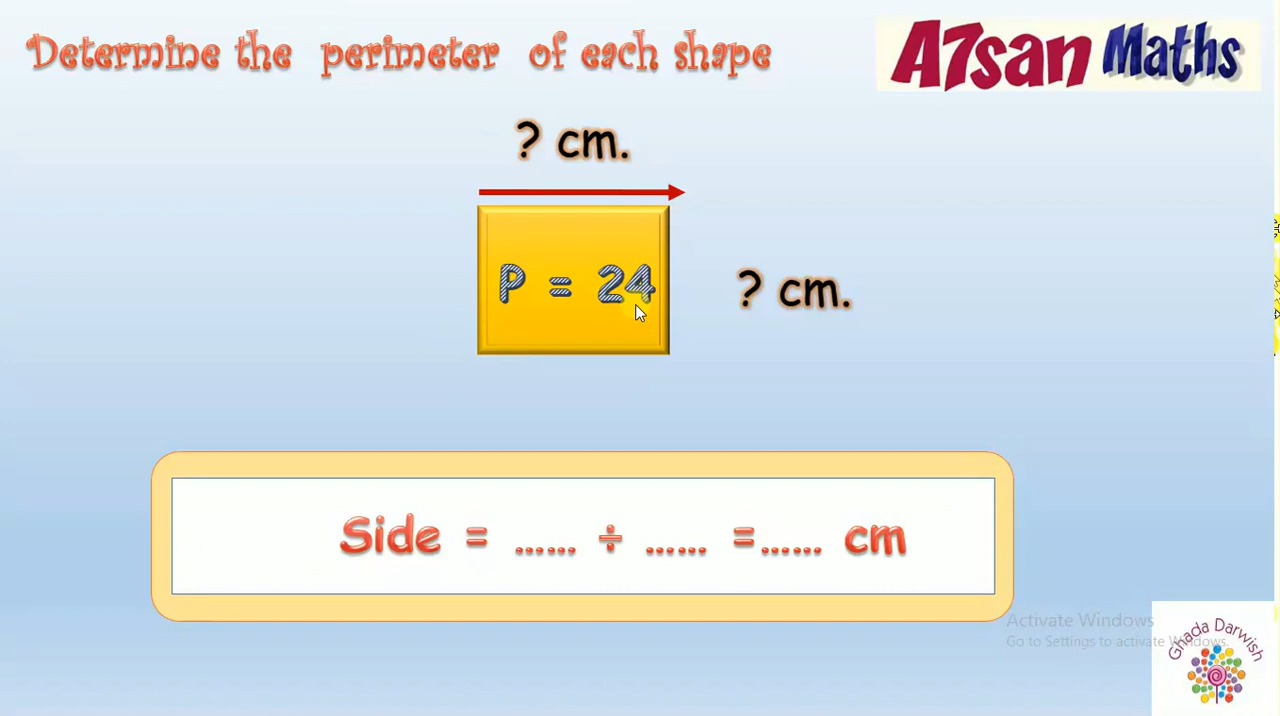 Determine the perimeter of each shape
A7san Maths
? cm.
P = 24
? cm.
Side = ...... ÷ ...... =...... cm
Activate Windows
Go to Settings to activate Windows.
Ghada Darwish